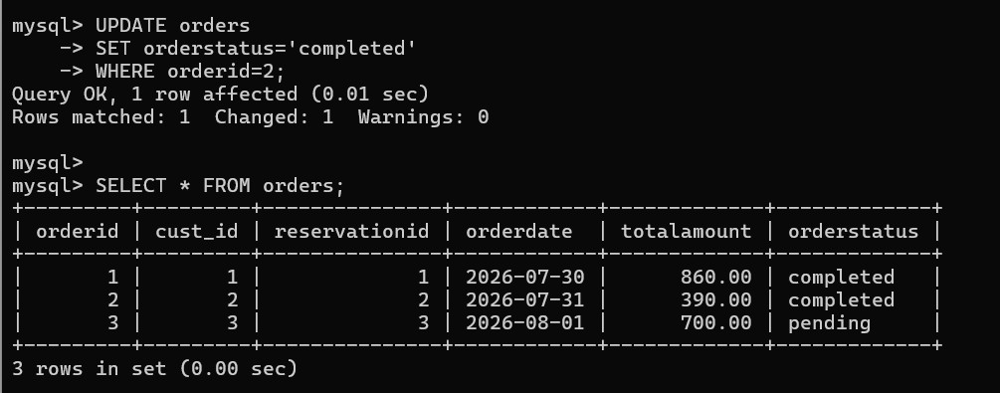 mysql> UPDATE orders
    -> SET orderstatus='completed'
    -> WHERE orderid=2;
Query OK, 1 row affected (0.01 sec)
Rows matched: 1  Changed: 1  Warnings: 0

mysql>
mysql> SELECT * FROM orders;
+---------+---------+---------------+------------+-------------+-------------+
| orderid | cust_id | reservationid | orderdate  | totalamount | orderstatus |
+---------+---------+---------------+------------+-------------+-------------+
|       1 |       1 |             1 | 2026-07-30 |      860.00 | completed   |
|       2 |       2 |             2 | 2026-07-31 |      390.00 | completed   |
|       3 |       3 |             3 | 2026-08-01 |      700.00 | pending     |
+---------+---------+---------------+------------+-------------+-------------+
3 rows in set (0.00 sec)